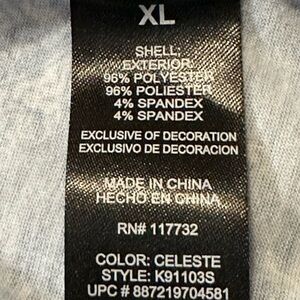 XL
SHELL;
EXTERIOR:
96% POLYESTER
96% POLIESTER
4% SPANDEX
4% SPANDEX
EXCLUSIVE OF DECORATION
EXCLUSIVO DE DECORACION
MADE IN CHINA
HECHO EN CHINA
RN# 117732
COLOR: CELESTE
STYLE: K91103S
UPC # 887219704581